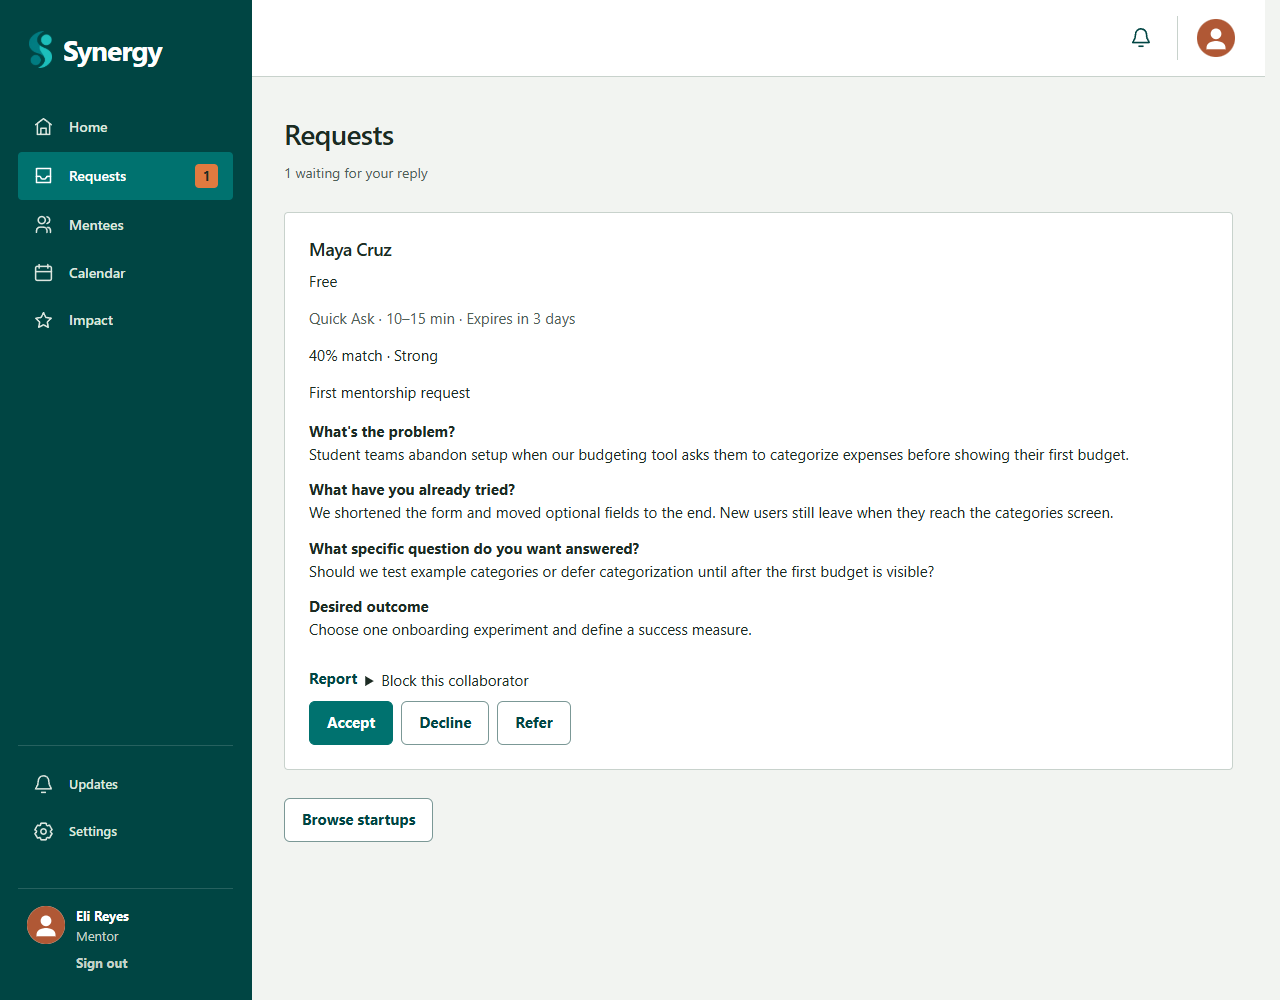 Synergy
Home
Requests 1
Mentees
Calendar
Impact
Updates
Settings
Eli Reyes
Mentor
Sign out
Requests
1 waiting for your reply
Maya Cruz
Free
Quick Ask · 10–15 min · Expires in 3 days
40% match · Strong
First mentorship request
What's the problem?
Student teams abandon setup when our budgeting tool asks them to categorize expenses before showing their first budget.
What have you already tried?
We shortened the form and moved optional fields to the end. New users still leave when they reach the categories screen.
What specific question do you want answered?
Should we test example categories or defer categorization until after the first budget is visible?
Desired outcome
Choose one onboarding experiment and define a success measure.
Report ▶ Block this collaborator
Accept Decline Refer
Browse startups